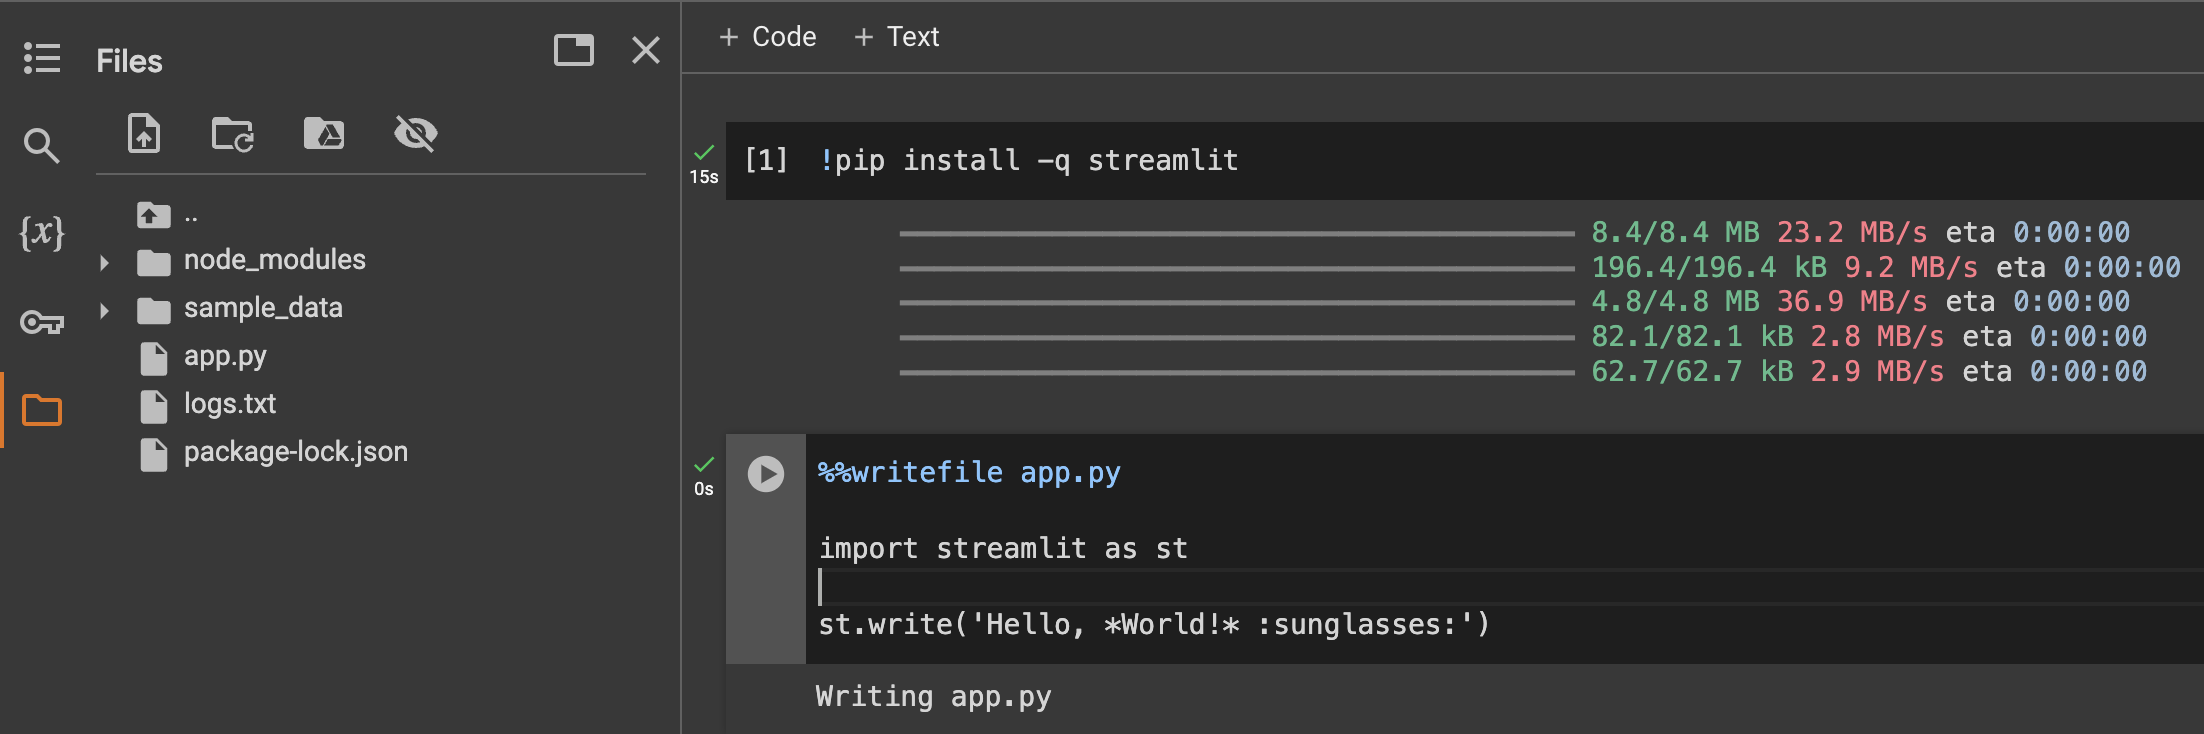 Files
..
node_modules
sample_data
app.py
logs.txt
package-lock.json
{x}
+ Code + Text
15s
[1] !pip install -q streamlit
8.4/8.4 MB 23.2 MB/s eta 0:00:00
196.4/196.4 kB 9.2 MB/s eta 0:00:00
4.8/4.8 MB 36.9 MB/s eta 0:00:00
82.1/82.1 kB 2.8 MB/s eta 0:00:00
62.7/62.7 kB 2.9 MB/s eta 0:00:00
0s
%%writefile app.py
import streamlit as st
st.write('Hello, *World!* :sunglasses:')
Writing app.py